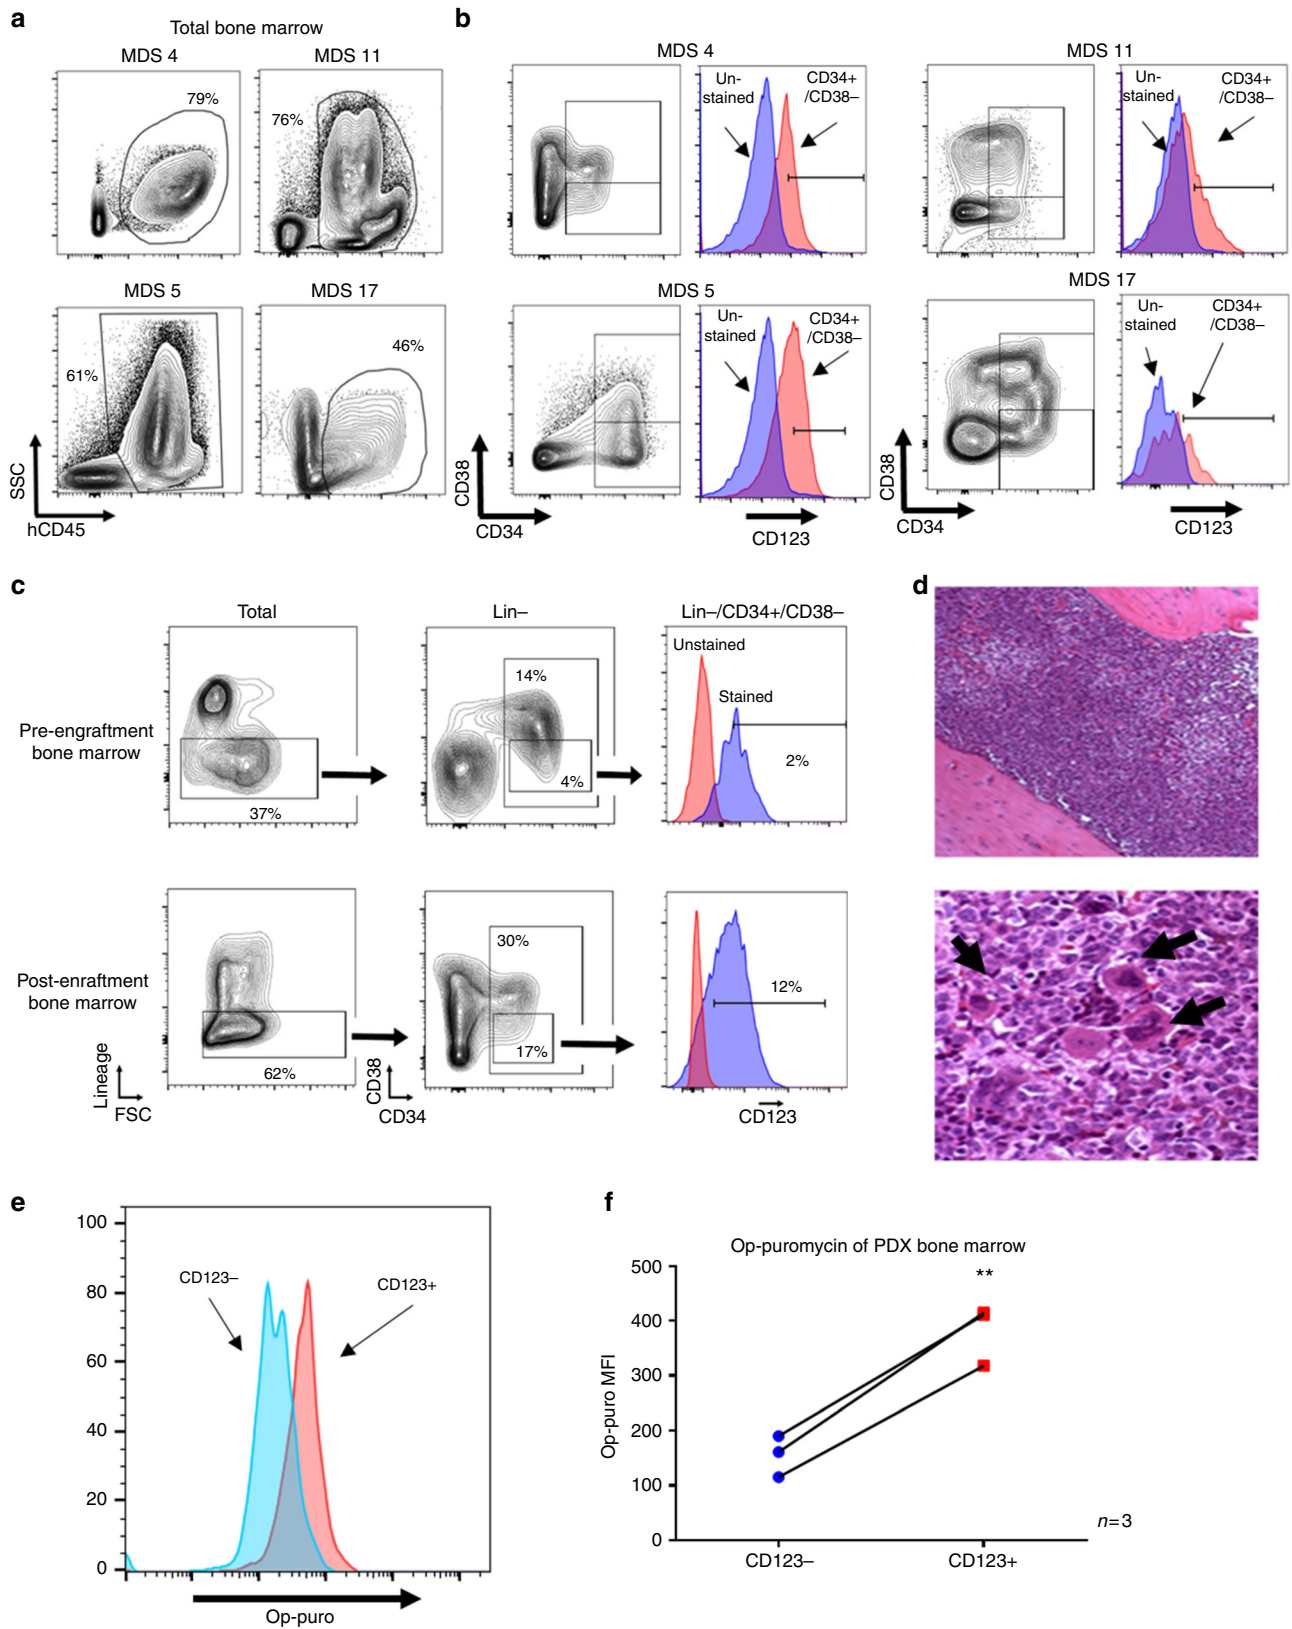 a
Total bone marrow
MDS 4
MDS 11
79%
76%
MDS 5
MDS 17
61%
46%
SSC
hCD45
b
MDS 4
Un-
stained
CD34+
/CD38–
MDS 11
Un-
stained
CD34+
/CD38–
MDS 5
Un-
stained
CD34+
/CD38–
MDS 17
Un-
stained
CD34+
/CD38–
CD38
CD34
CD123
CD38
CD34
CD123
c
Total
Lin–
Lin–/CD34+/CD38–
Pre-engraftment
bone marrow
37%
14%
4%
Unstained
Stained
2%
Post-enraftment
bone marrow
62%
30%
17%
12%
Lineage
FSC
CD38
CD34
CD123
d
e
100
80
60
40
20
0
CD123–
CD123+
Op-puro
f
Op-puromycin of PDX bone marrow
**
Op-puro MFI
500
400
300
200
100
0
CD123–
CD123+
n=3